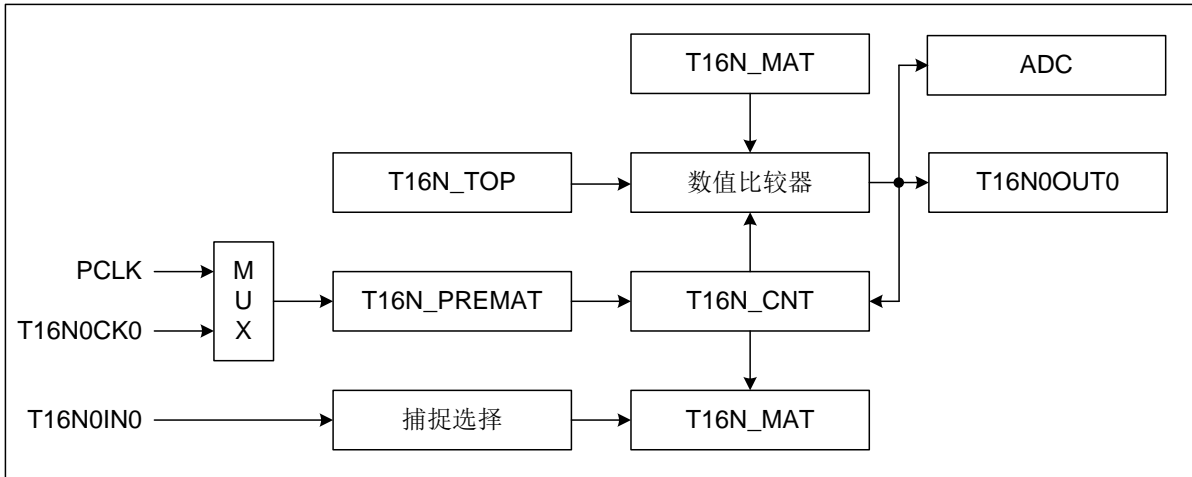 T16N_MAT
ADC
T16N_TOP
数值比较器
T16N0OUT0
PCLK
T16N0CK0
M
U
X
T16N_PREMAT
T16N_CNT
T16N0IN0
捕捉选择
T16N_MAT